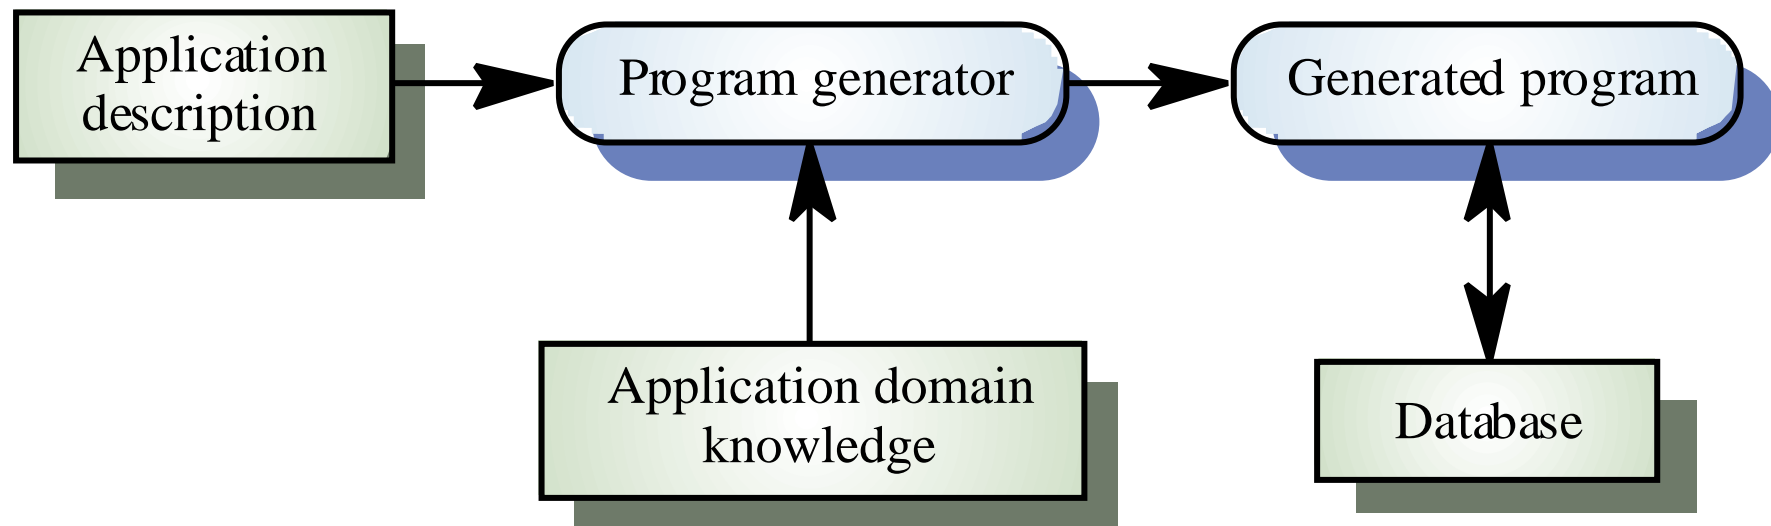 Application
description
Program generator
Generated program
Application domain
knowledge
Database